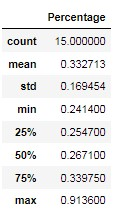 Percentage
count 15.000000
mean 0.332713
std 0.169454
min 0.241400
25% 0.254700
50% 0.267100
75% 0.339750
max 0.913600